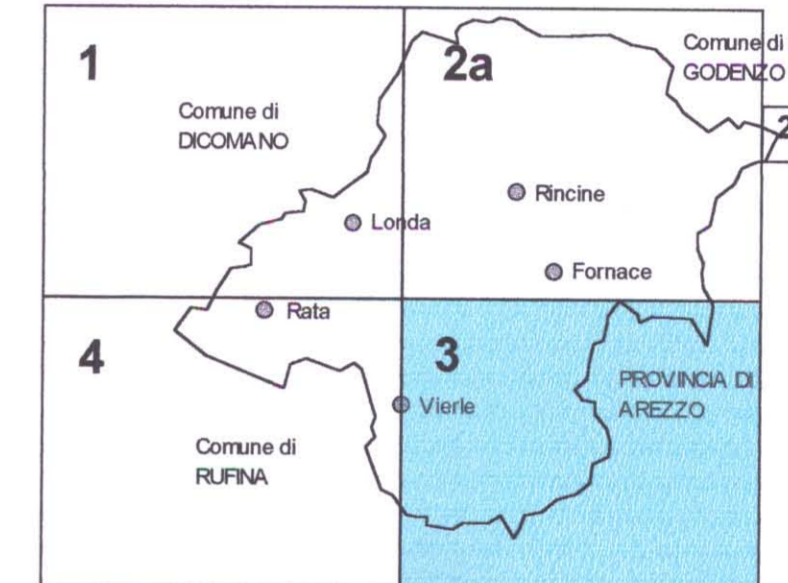 1
2a
Comune di
GODENZO
Comune di
DICOMANO
2
Rincine
Londa
Fornace
Rata
4
3
PROVINCIA DI
AREZZO
Vierle
Comune di
RUFINA